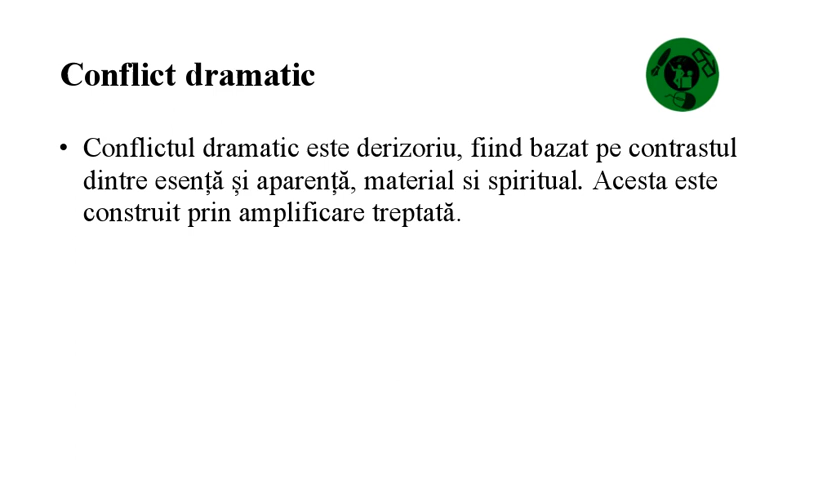 Conflict dramatic
• Conflictul dramatic este derizoriu, fiind bazat pe contrastul
dintre esență și aparență, material si spiritual. Acesta este
construit prin amplificare treptată.